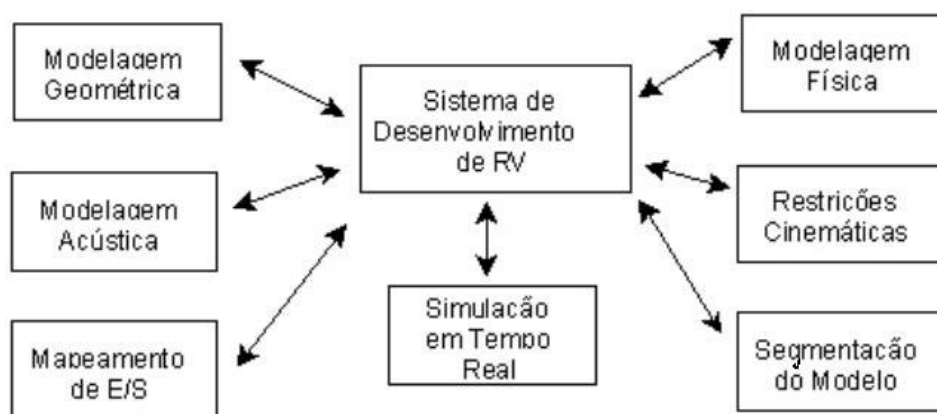 Modelagem
Geométrica
Modelagem
Acústica
Mapeamento
de E/S
Sistema de
Desenvolvimento
de RV
Simulação
em Tempo
Real
Modelagem
Física
Restrições
Cinemáticas
Segmentação
do Modelo